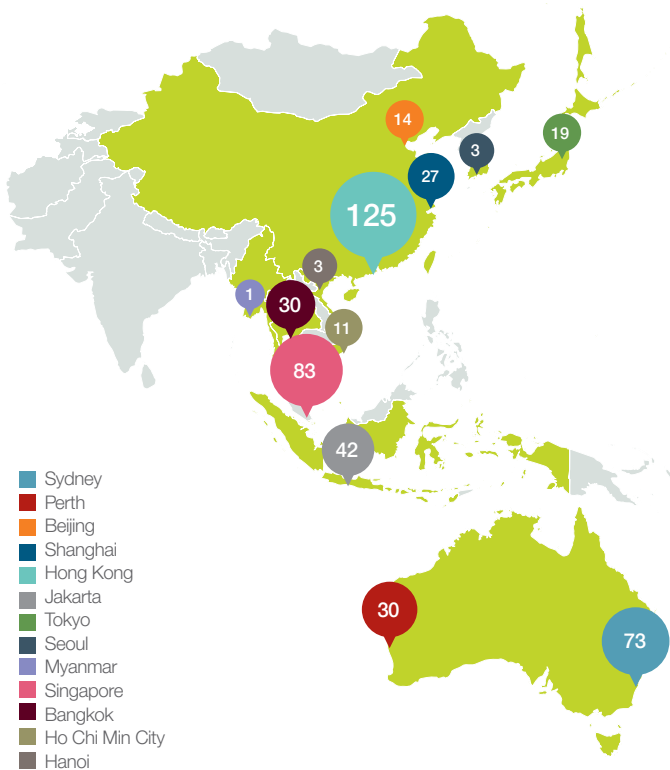 14
19
3
27
125
3
1
30
11
83
42
30
73
Sydney
Perth
Beijing
Shanghai
Hong Kong
Jakarta
Tokyo
Seoul
Myanmar
Singapore
Bangkok
Ho Chi Min City
Hanoi